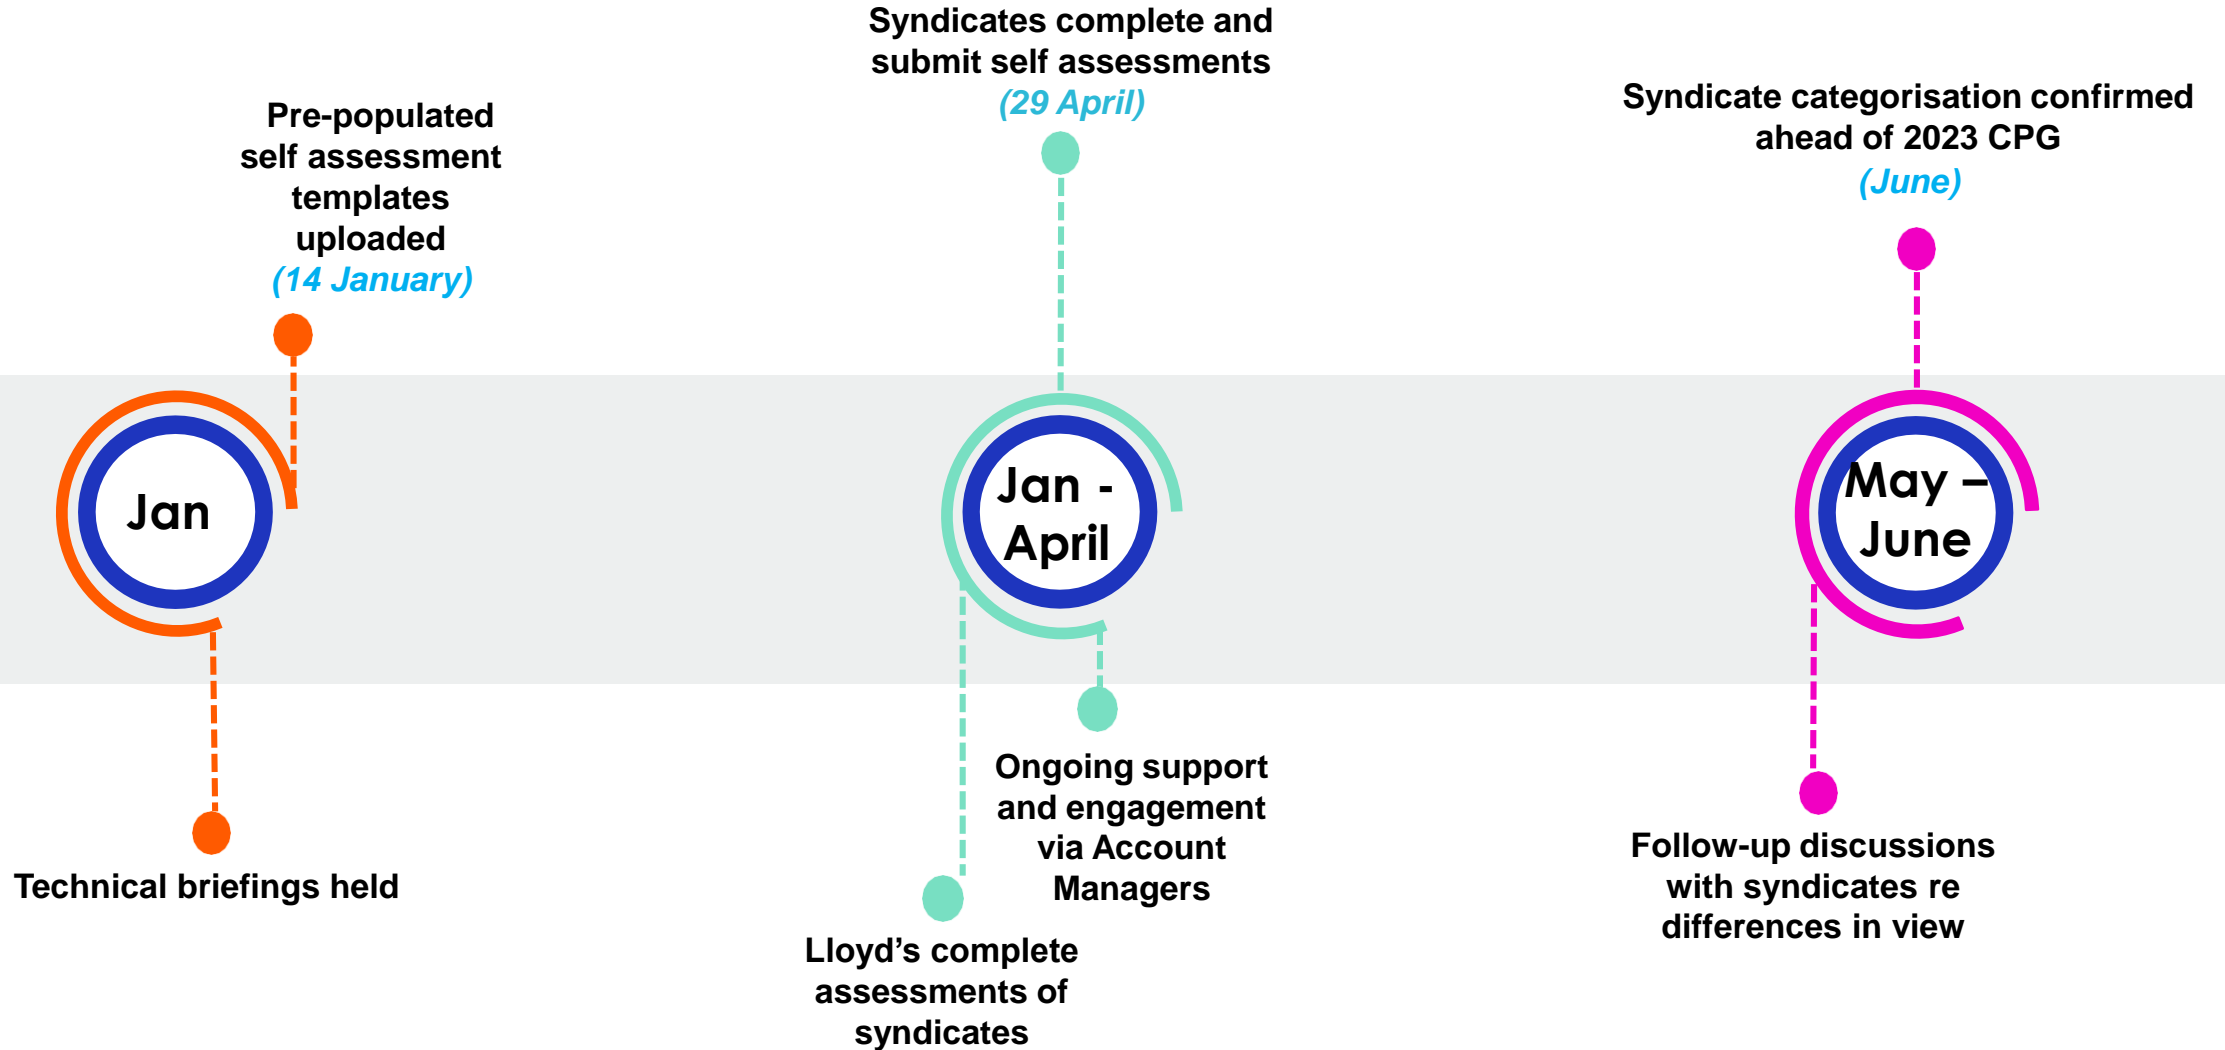 Pre-populated
self assessment
templates
uploaded
(14 January)
Jan
Technical briefings held
Syndicates complete and
submit self assessments
(29 April)
Jan -
April
Ongoing support
and engagement
via Account
Managers
Lloyd’s complete
assessments of
syndicates
Syndicate categorisation confirmed
ahead of 2023 CPG
(June)
May –
June
Follow-up discussions
with syndicates re
differences in view